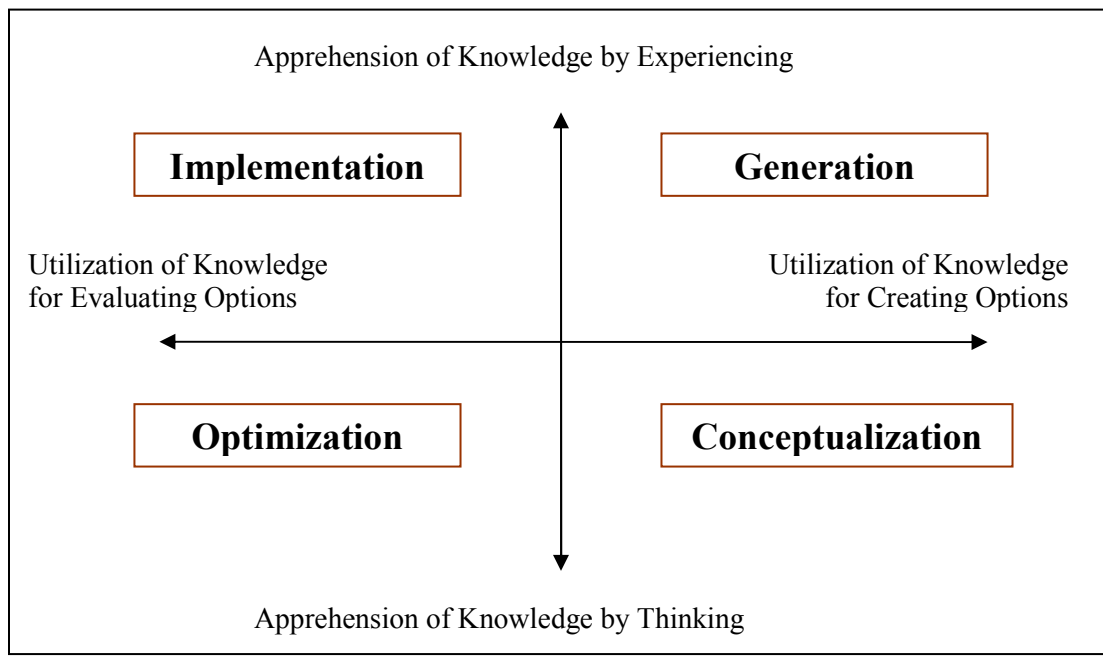 Apprehension of Knowledge by Experiencing
Implementation
Generation
Utilization of Knowledge
for Evaluating Options
Utilization of Knowledge
for Creating Options
Optimization
Conceptualization
Apprehension of Knowledge by Thinking